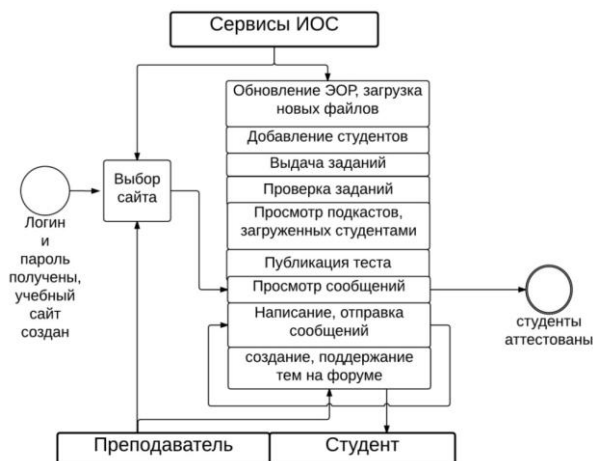 Сервисы ИОС
Обновление ЭОР, загрузка
новых файлов
Добавление студентов
Выдача заданий
Проверка заданий
Просмотр подкастов,
загруженных студентами
Публикация теста
Просмотр сообщений
Написание, отправка
сообщений
создание, поддержание
тем на форуме
Выбор
сайта
Логин
и
пароль
получены,
учебный
сайт
создан
студенты
аттестованы
Преподаватель
Студент